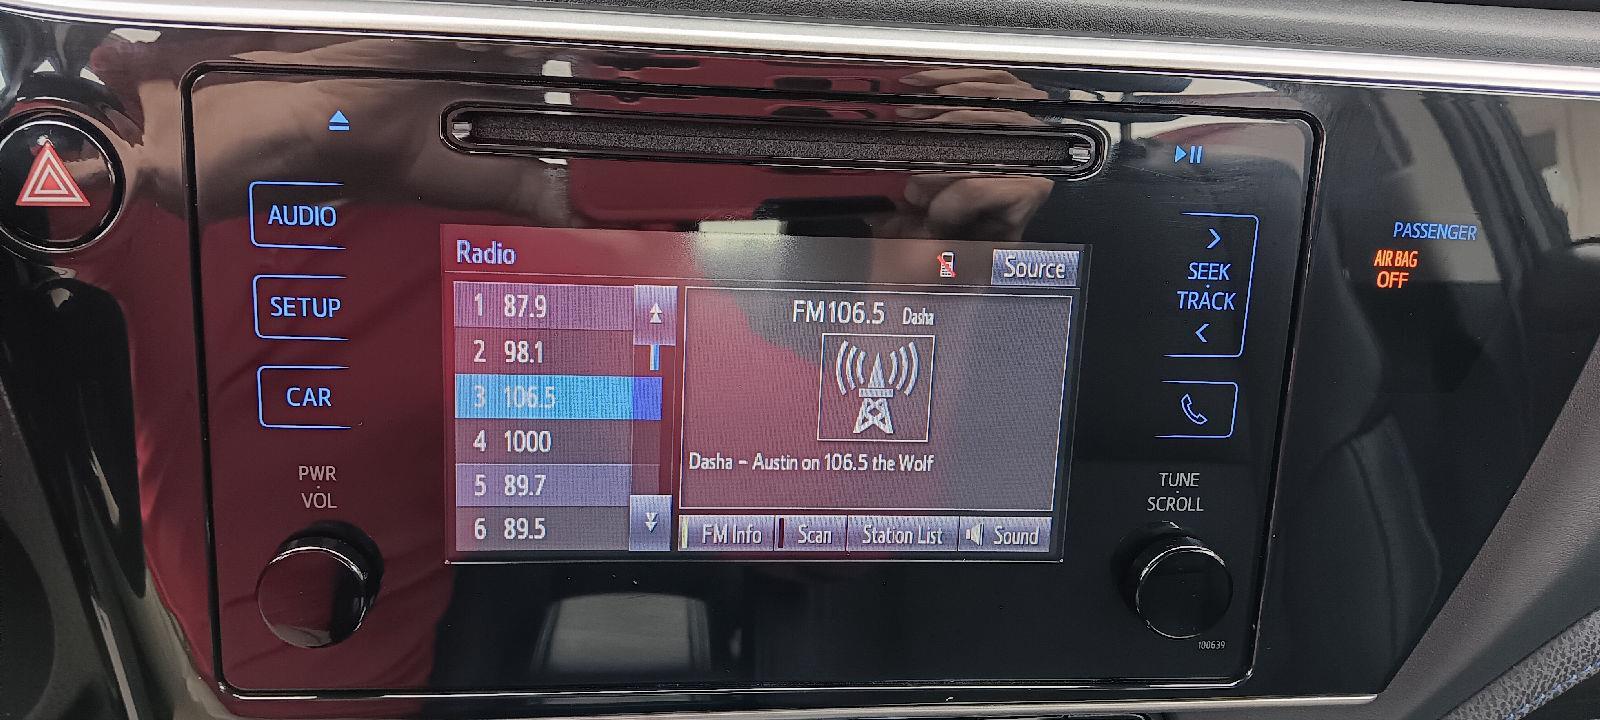 AUDIO
SETUP
CAR
PWR
VOL
Radio
Source
1 87.9
2 98.1
3 106.5
4 1000
5 89.7
6 89.5
FM106.5 Dasha
Dasha - Austin on 106.5 the Wolf
FM Info
Scan
Station List
Sound
SEEK
TRACK
TUNE
SCROLL
100639
PASSENGER
AIR BAG
OFF